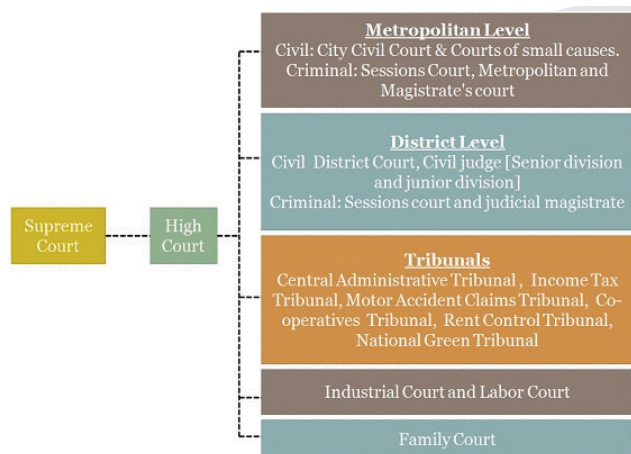 Supreme
Court
High
Court
Metropolitan Level
Civil: City Civil Court & Courts of small causes.
Criminal: Sessions Court, Metropolitan and
Magistrate's court
District Level
Civil District Court, Civil judge [Senior division
and junior division]
Criminal: Sessions court and judicial magistrate
Tribunals
Central Administrative Tribunal , Income Tax
Tribunal, Motor Accident Claims Tribunal, Co-
operatives Tribunal, Rent Control Tribunal,
National Green Tribunal
Industrial Court and Labor Court
Family Court